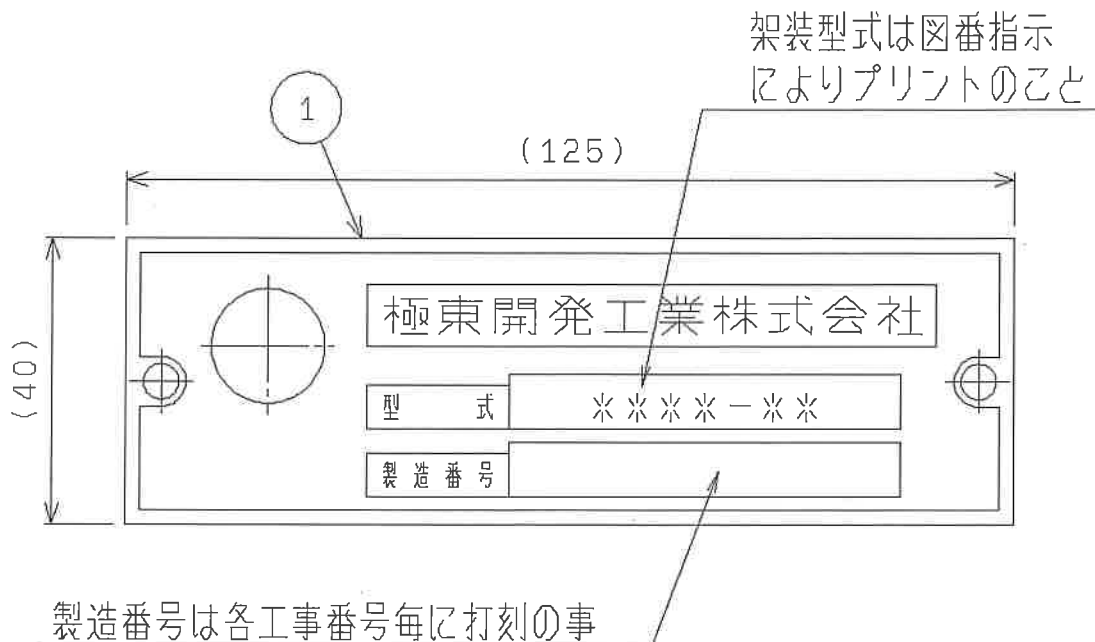 架装型式は図番指示
によりプリントのこと
1
(125)
(40)
極東開発工業株式会社
型 式 ****-**
製造番号
製造番号は各工事番号毎に打刻の事